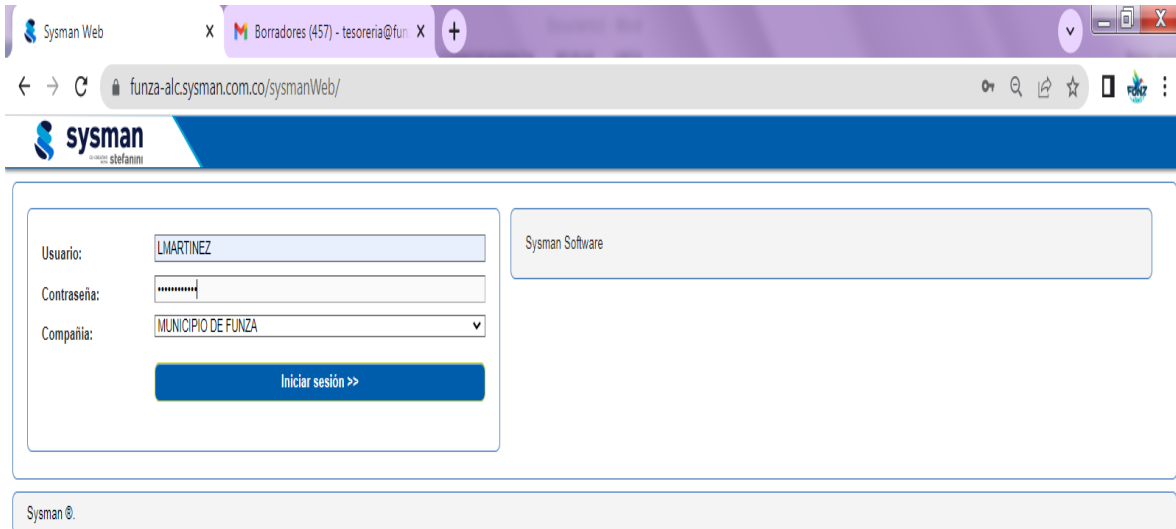 Sysman Web
Borradores (457) - tesoreria@fun
funza-alc.sysman.com.co/sysmanWeb/
sysman
stefanini
Usuario:
LMARTINEZ
Contraseña:
Compañia:
MUNICIPIO DE FUNZA
Iniciar sesión >>
Sysman Software
Sysman ®.